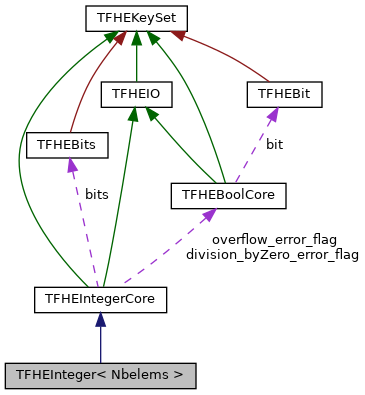 TFHEKeySet
TFHEIO
TFHEBit
TFHEBits
bit
bits
TFHEBoolCore
overflow_error_flag
division_byZero_error_flag
TFHEIntegerCore
TFHEInteger< Nbelems >